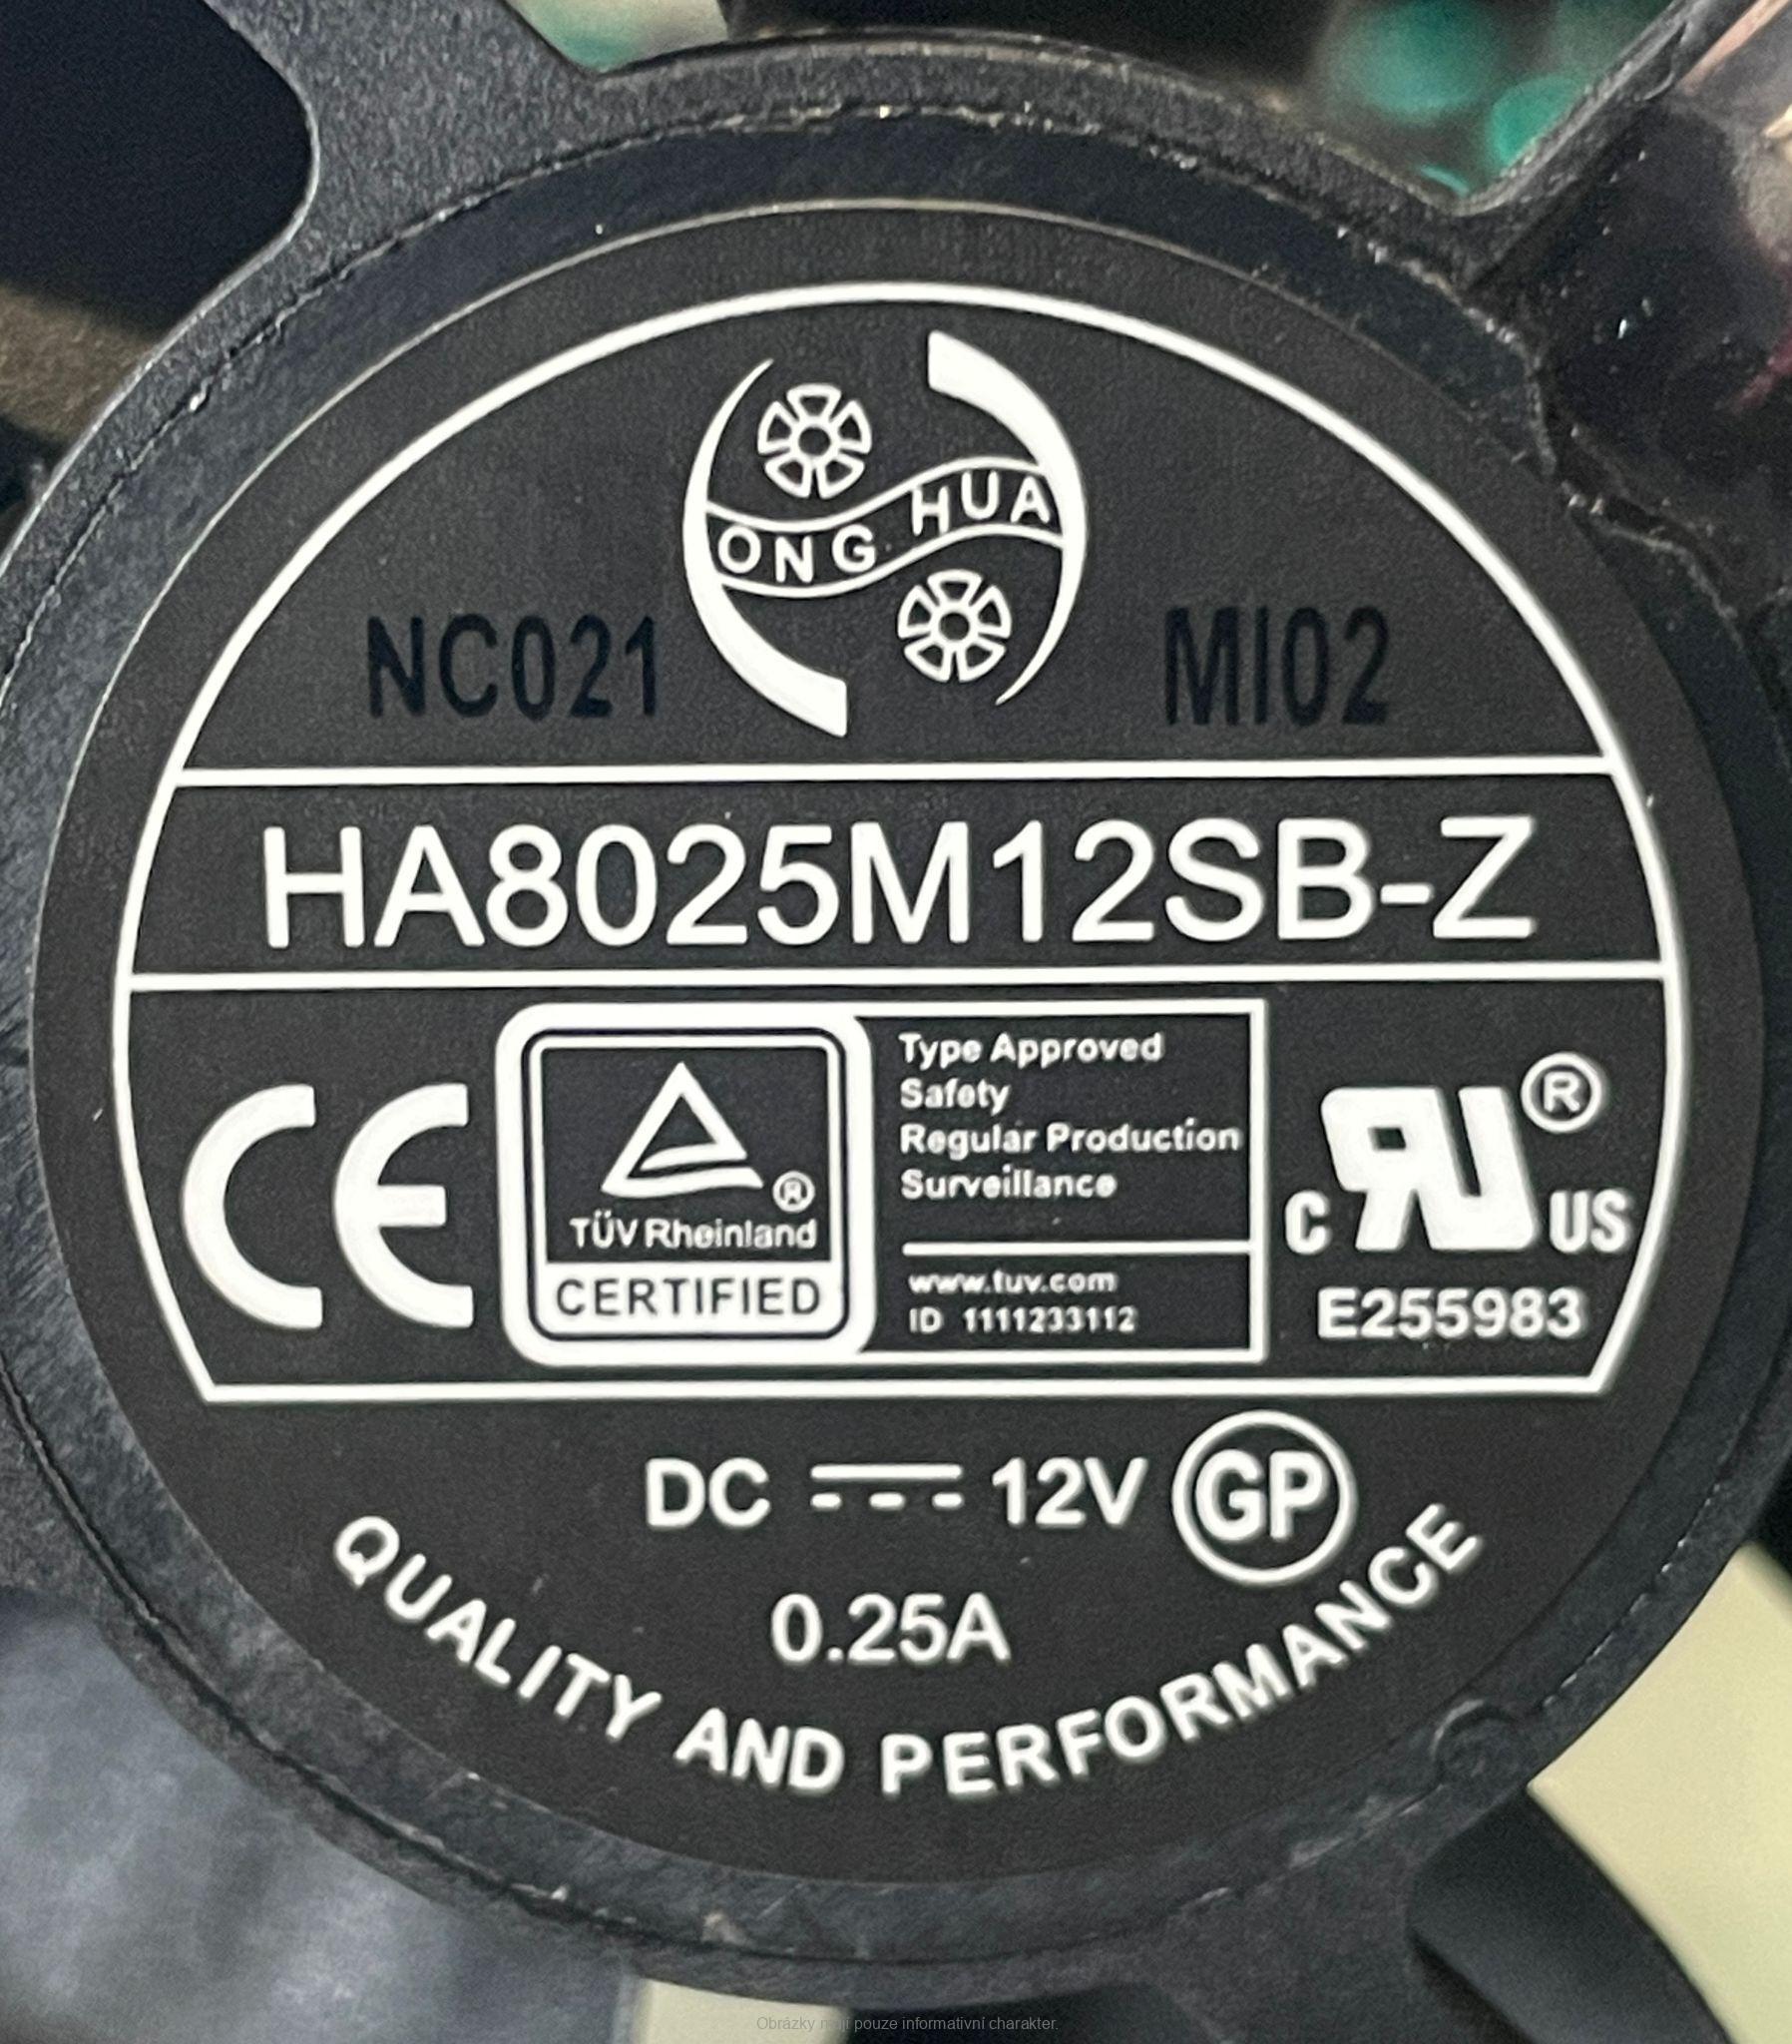 ONG HUA
NC021
MI02
HA8025M12SB-Z
CE
TÜV Rheinland ®
CERTIFIED
Type Approved
Safety
Regular Production
Surveillance
www.tuv.com
ID 1111233112
C RU US ®
E255983
DC 12V GP
0.25A
QUALITY AND PERFORMANCE
Obrázky mají pouze informativní charakter.